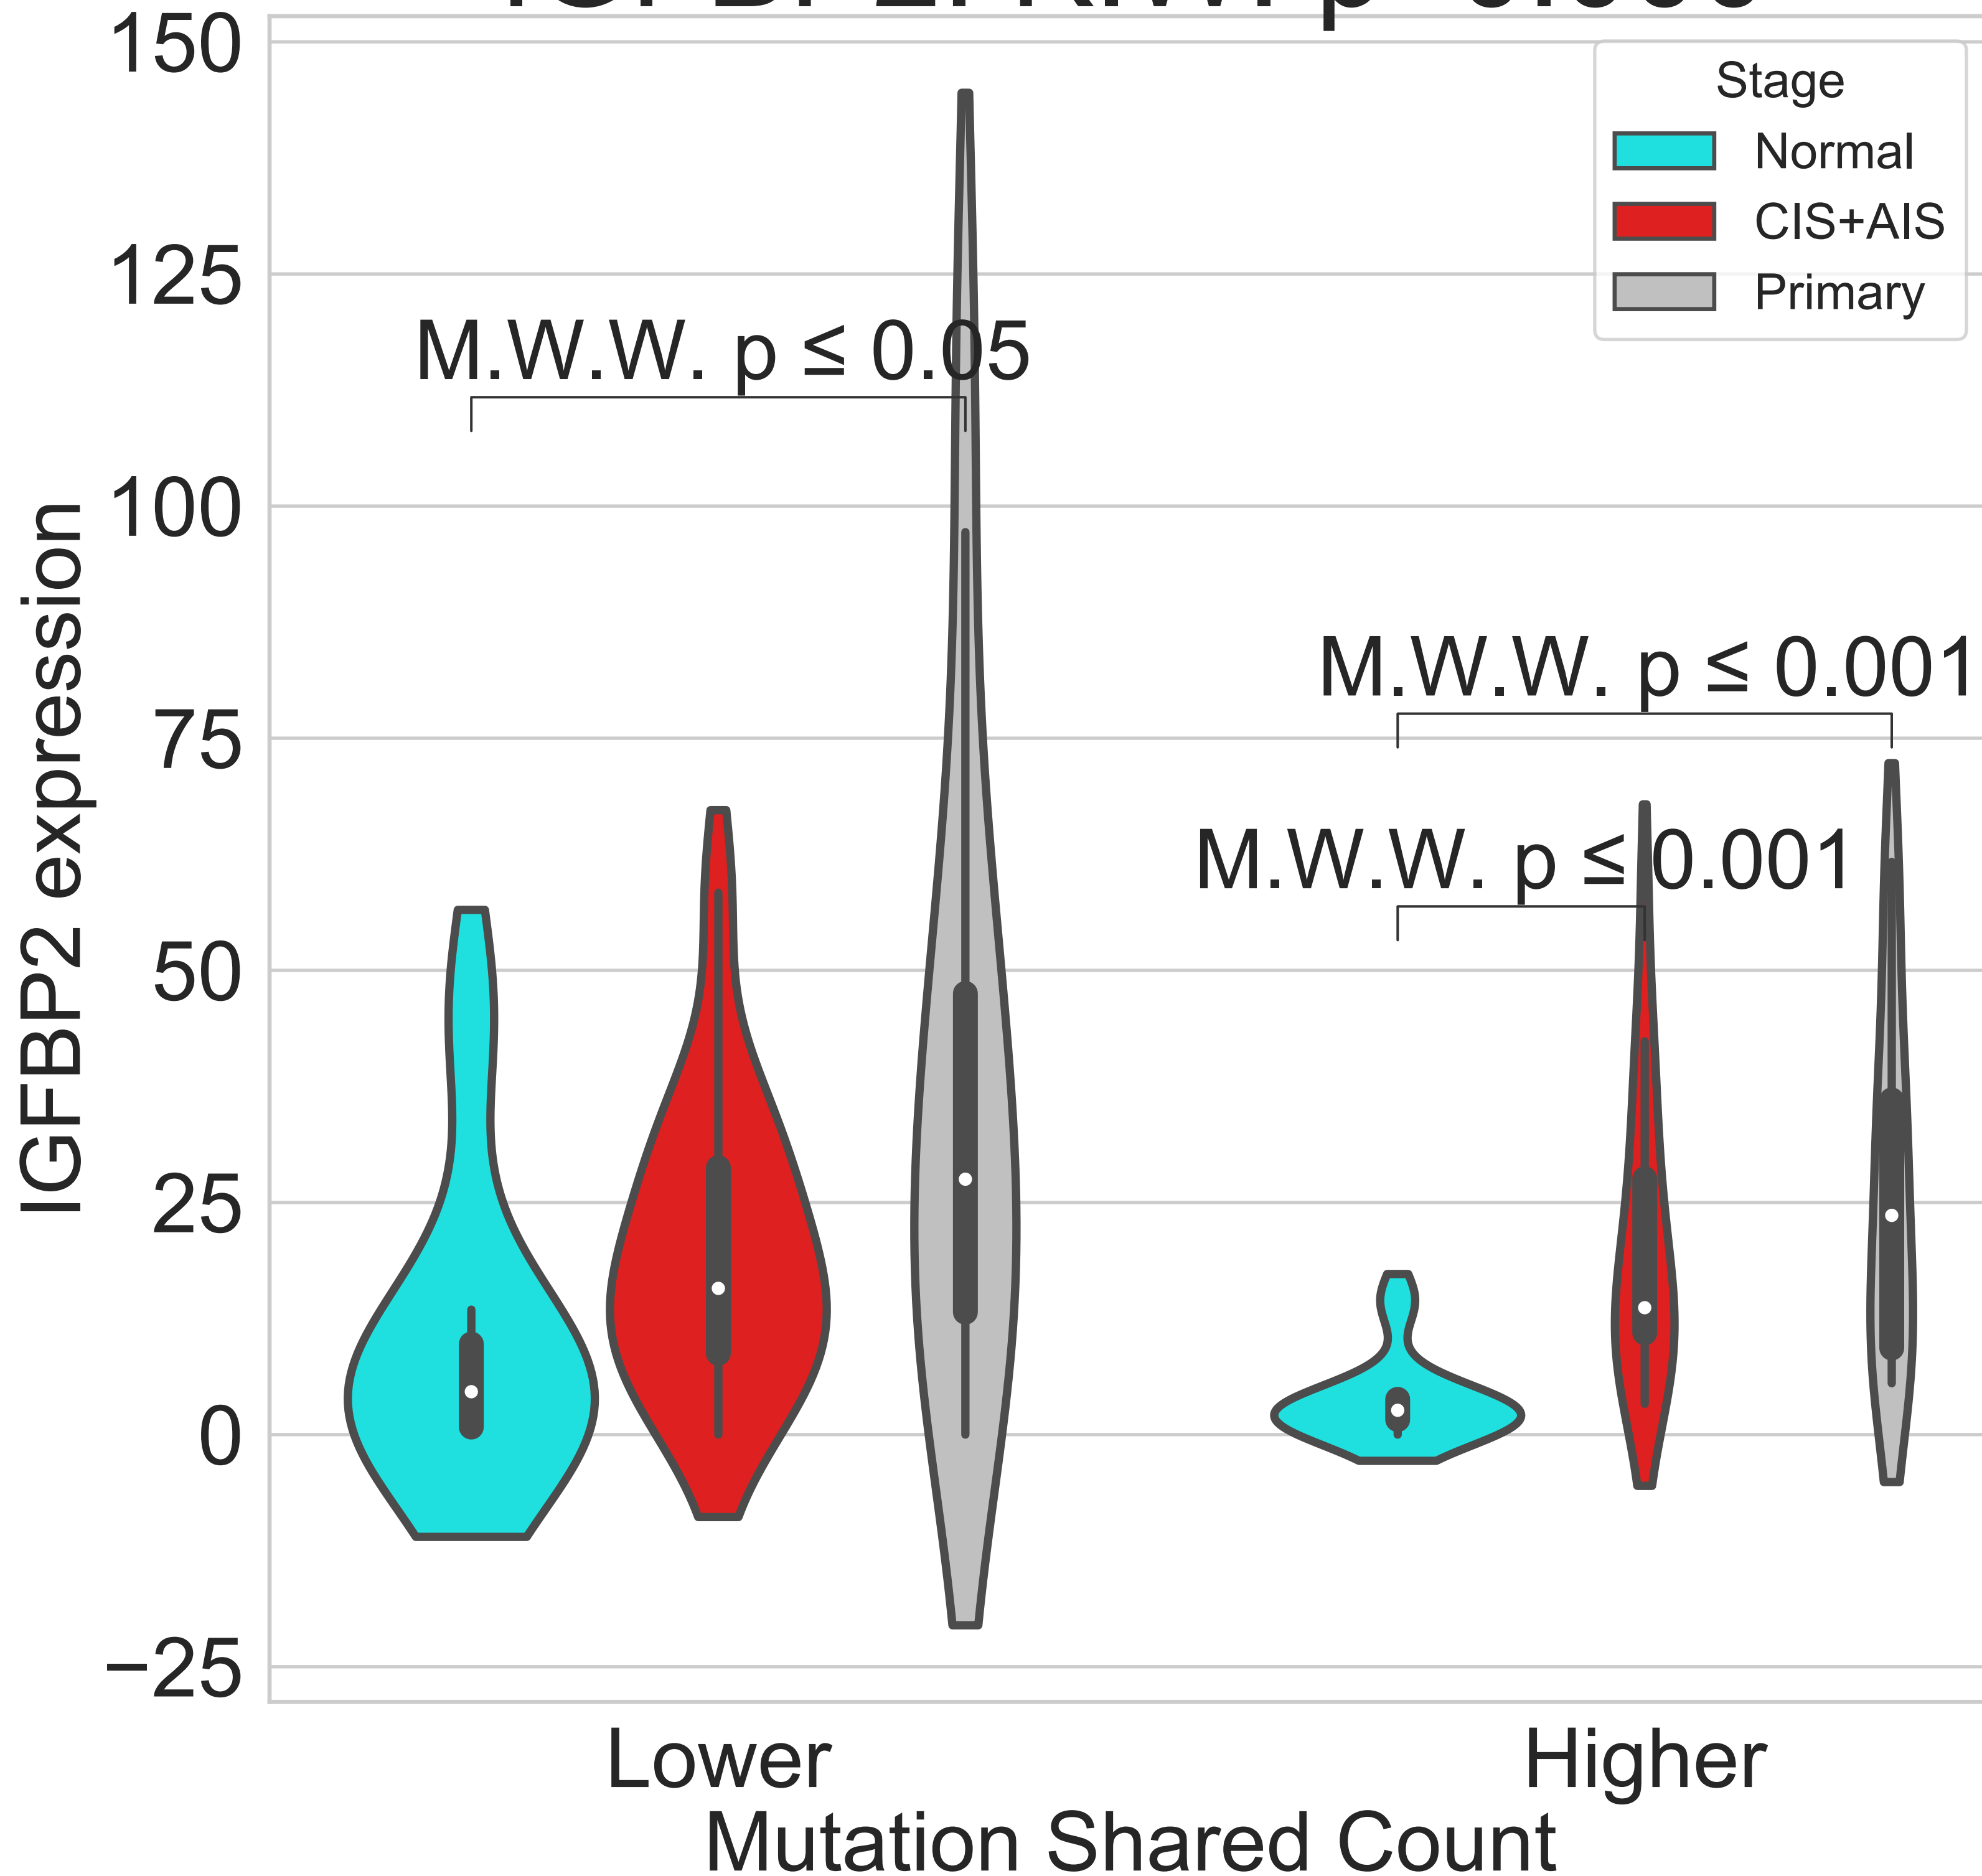 150
125
100
75
50
25
0
−25
IGFBP2 expression
Stage
Normal
CIS+AIS
Primary
M.W.W. p ≤ 0.05
M.W.W. p ≤ 0.001
M.W.W. p ≤ 0.001
Lower
Higher
Mutation Shared Count